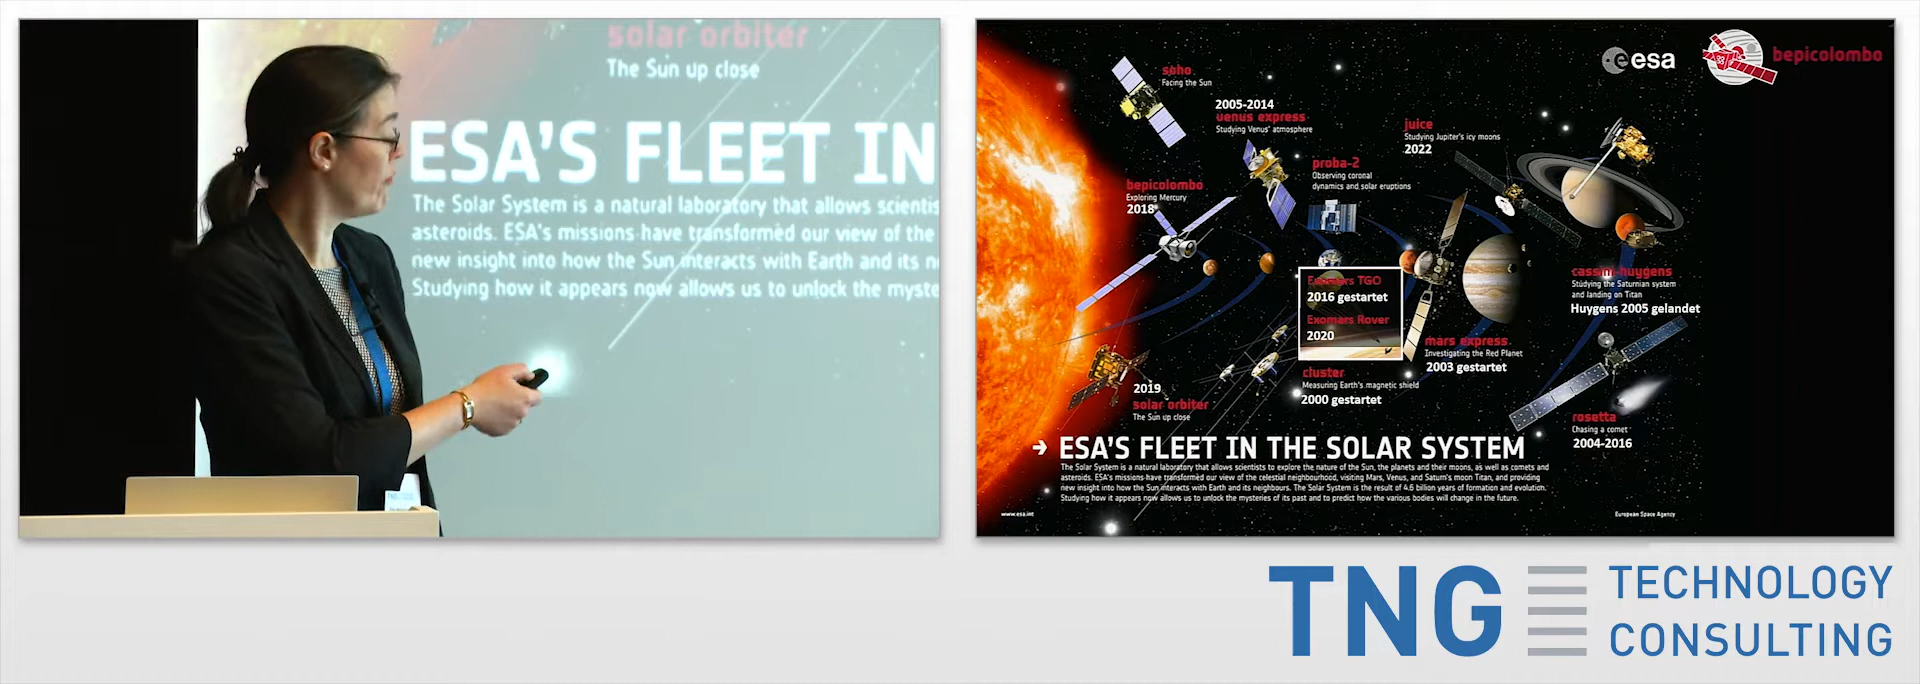 solar orbiter
The Sun up close
ESA'S FLEET IN
The Solar System is a natural laboratory that allows scientis
asteroids. ESA's missions have transformed our view of the
new insight into how the Sun interacts with Earth and its n
Studying how it appears now allows us to unlock the myste
esa
bepicolombo
soho
Facing the Sun
2005-2014
venus express
Studying Venus' atmosphere
juice
Studying Jupiter's icy moons
2022
proba-2
Observing coronal
dynamics and solar eruptions
bepicolombo
Exploring Mercury
2018
cassini-huygens
Studying the Saturnian system
and landing on Titan
Huygens 2005 gelandet
Exomars TGO
2016 gestartet
Exomars Rover
2020
mars express
Investigating the Red Planet
2003 gestartet
cluster
Measuring Earth's magnetic shield
2000 gestartet
2019
solar orbiter
The Sun up close
rosetta
Chasing a comet
2004-2016
→ ESA'S FLEET IN THE SOLAR SYSTEM
The Solar System is a natural laboratory that allows scientists to explore the nature of the Sun, the planets and their moons, as well as comets and
asteroids. ESA's missions have transformed our view of the celestial neighbourhood, visiting Mars, Venus, and Saturn's moon Titan, and providing
new insight into how the Sun interacts with Earth and its neighbours. The Solar System is the result of 4.6 billion years of formation and evolution.
Studying how it appears now allows us to unlock the mysteries of its past and to predict how the various bodies will change in the future.
www.esa.int
European Space Agency
TNG TECHNOLOGY
CONSULTING